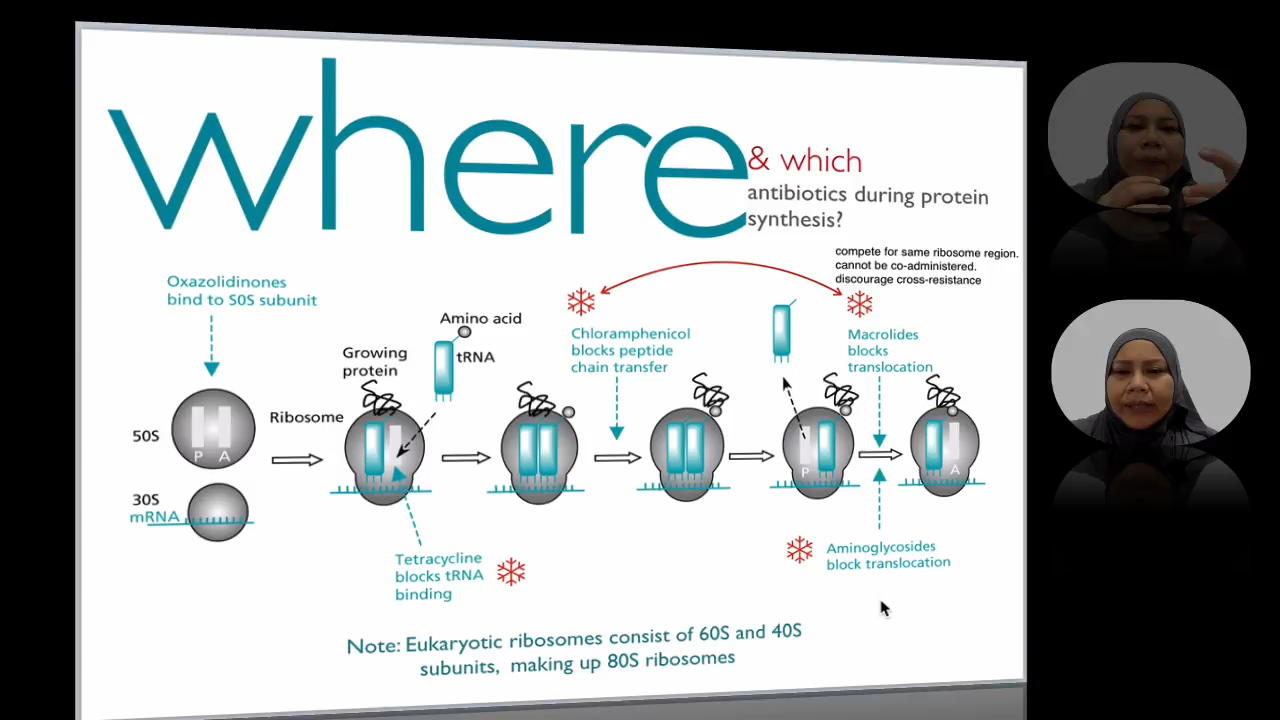 where
& which
antibiotics during protein
synthesis?
compete for same ribosome region.
cannot be co-administered.
discourage cross-resistance
Oxazolidinones
bind to S0S subunit
Amino acid
tRNA
Growing
protein
Chloramphenicol
blocks peptide
chain transfer
Macrolides
blocks
translocation
Ribosome
50S
P A
P
A
30S
mRNA
Tetracycline
blocks tRNA
binding
Aminoglycosides
block translocation
Note: Eukaryotic ribosomes consist of 60S and 40S
subunits, making up 80S ribosomes